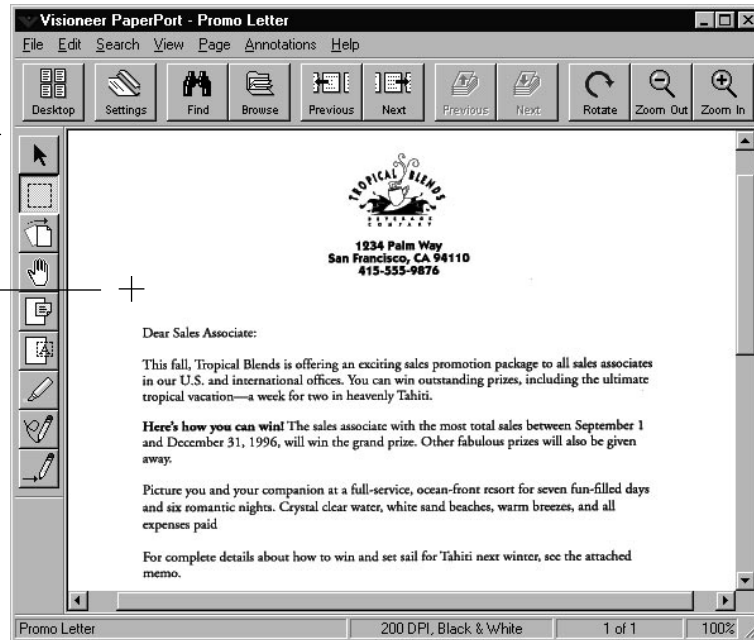 Visioneer PaperPort - Promo Letter
File Edit Search View Page Annotations Help
Desktop Settings Find Browse Previous Next Previous Next Rotate Zoom Out Zoom In
TROPICAL BLENDS
BEVERAGE
COMPANY
1234 Palm Way
San Francisco, CA 94110
415-555-9876
Dear Sales Associate:
This fall, Tropical Blends is offering an exciting sales promotion package to all sales associates
in our U.S. and international offices. You can win outstanding prizes, including the ultimate
tropical vacation—a week for two in heavenly Tahiti.
Here's how you can win! The sales associate with the most total sales between September 1
and December 31, 1996, will win the grand prize. Other fabulous prizes will also be given
away.
Picture you and your companion at a full-service, ocean-front resort for seven fun-filled days
and six romantic nights. Crystal clear water, white sand beaches, warm breezes, and all
expenses paid
For complete details about how to win and set sail for Tahiti next winter, see the attached
memo.
Promo Letter 200 DPI, Black & White 1 of 1 100%